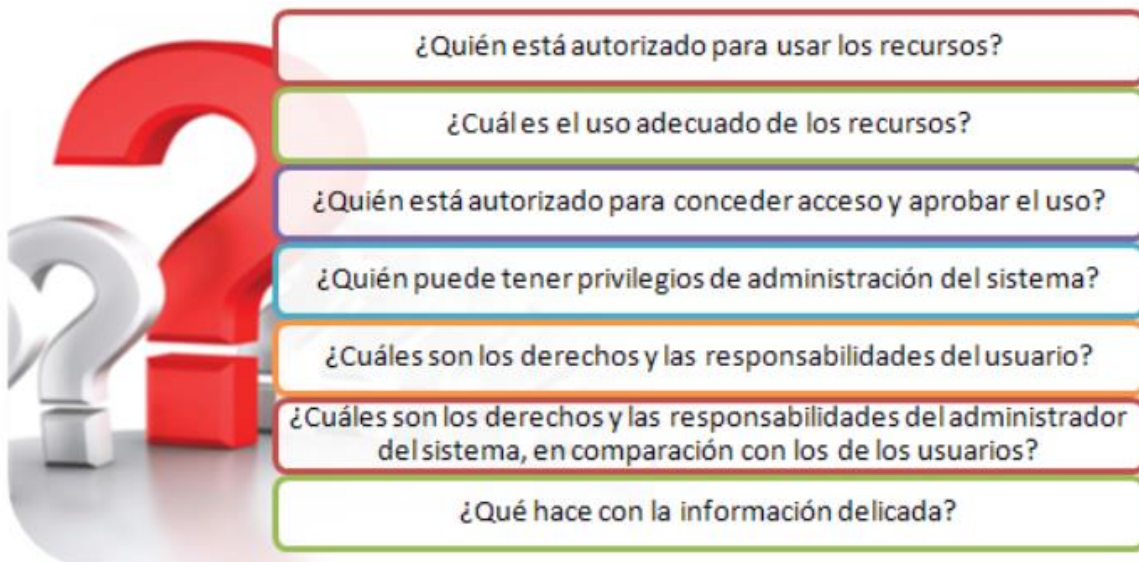 ¿Quién está autorizado para usar los recursos?
¿Cuál es el uso adecuado de los recursos?
¿Quién está autorizado para conceder acceso y aprobar el uso?
¿Quién puede tener privilegios de administración del sistema?
¿Cuáles son los derechos y las responsabilidades del usuario?
¿Cuáles son los derechos y las responsabilidades del administrador
del sistema, en comparación con los de los usuarios?
¿Qué hace con la información delicada?